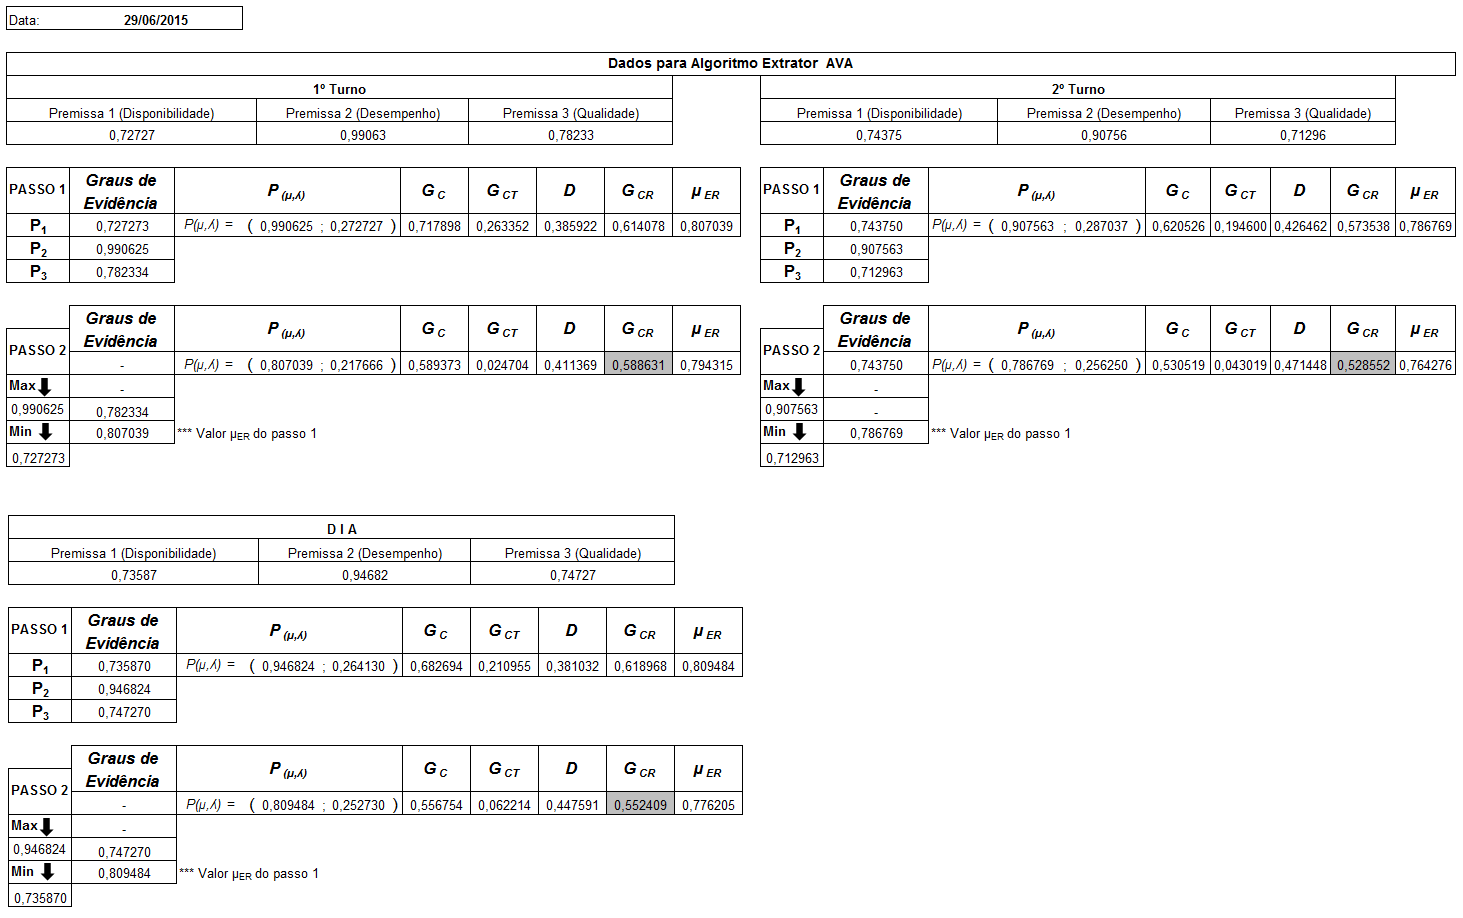 Data: 29/06/2015
Dados para Algoritmo Extrator AVA
1º Turno
Premissa 1 (Disponibilidade) Premissa 2 (Desempenho) Premissa 3 (Qualidade)
0,72727 0,99063 0,78233
2º Turno
Premissa 1 (Disponibilidade) Premissa 2 (Desempenho) Premissa 3 (Qualidade)
0,74375 0,90756 0,71296
PASSO 1 Graus de Evidência P (μ,λ) G C G CT D G CR μ ER
P1 0,727273 P(μ,λ) = ( 0,990625 ; 0,272727 ) 0,717898 0,263352 0,385922 0,614078 0,807039
P2 0,990625
P3 0,782334
PASSO 1 Graus de Evidência P (μ,λ) G C G CT D G CR μ ER
P1 0,743750 P(μ,λ) = ( 0,907563 ; 0,287037 ) 0,620526 0,194600 0,426462 0,573538 0,786769
P2 0,907563
P3 0,712963
PASSO 2 Graus de Evidência P (μ,λ) G C G CT D G CR μ ER
- P(μ,λ) = ( 0,807039 ; 0,217666 ) 0,589373 0,024704 0,411369 0,588631 0,794315
Max -
0,990625 0,782334
Min 0,807039 *** Valor μER do passo 1
0,727273
PASSO 2 Graus de Evidência P (μ,λ) G C G CT D G CR μ ER
0,743750 P(μ,λ) = ( 0,786769 ; 0,256250 ) 0,530519 0,043019 0,471448 0,528552 0,764276
Max -
0,907563 -
Min 0,786769 *** Valor μER do passo 1
0,712963
D I A
Premissa 1 (Disponibilidade) Premissa 2 (Desempenho) Premissa 3 (Qualidade)
0,73587 0,94682 0,74727
PASSO 1 Graus de Evidência P (μ,λ) G C G CT D G CR μ ER
P1 0,735870 P(μ,λ) = ( 0,946824 ; 0,264130 ) 0,682694 0,210955 0,381032 0,618968 0,809484
P2 0,946824
P3 0,747270
PASSO 2 Graus de Evidência P (μ,λ) G C G CT D G CR μ ER
- P(μ,λ) = ( 0,809484 ; 0,252730 ) 0,556754 0,062214 0,447591 0,552409 0,776205
Max -
0,946824 0,747270
Min 0,809484 *** Valor μER do passo 1
0,735870